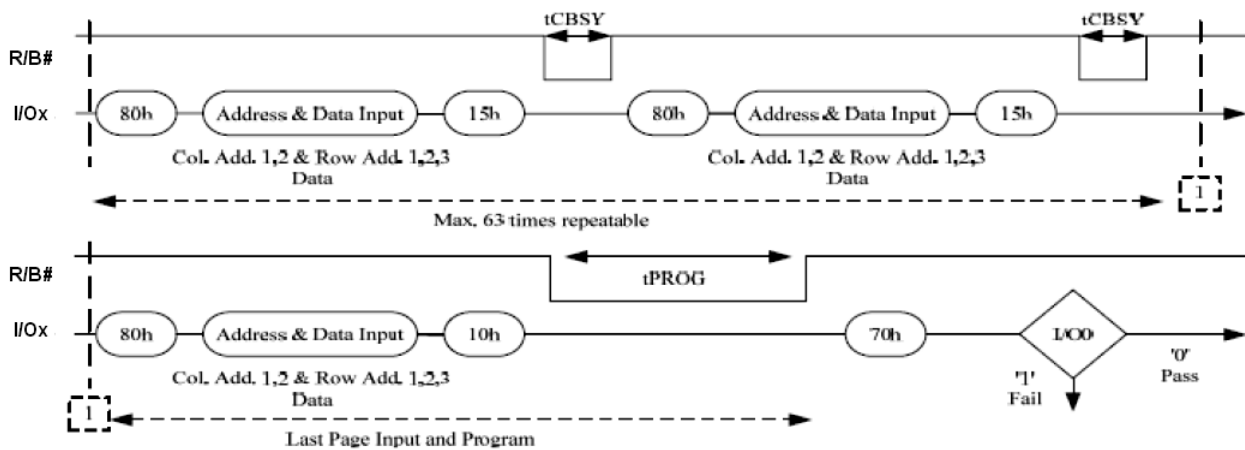 tCBSY tCBSY
R/B#
I/Ox 80h Address & Data Input 15h 80h Address & Data Input 15h
Col. Add. 1,2 & Row Add. 1,2,3 Col. Add. 1,2 & Row Add. 1,2,3
Data Data
1
Max. 63 times repeatable
R/B#
tPROG
I/Ox 80h Address & Data Input 10h 70h I/O0 '0'
Pass
Col. Add. 1,2 & Row Add. 1,2,3 '1'
Data Fail
1
Last Page Input and Program